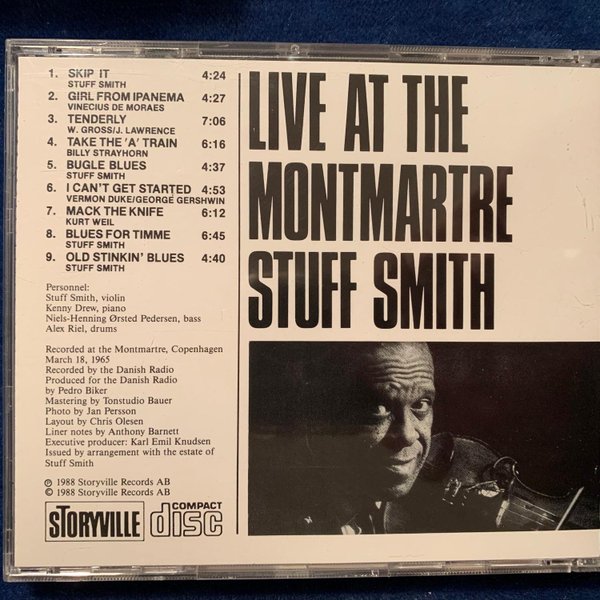 1. SKIP IT 4:24
STUFF SMITH
2. GIRL FROM IPANEMA 4:27
VINECIUS DE MORAES
3. TENDERLY 7:06
W. GROSS/J. LAWRENCE
4. TAKE THE 'A' TRAIN 6:16
BILLY STRAYHORN
5. BUGLE BLUES 4:37
STUFF SMITH
6. I CAN'T GET STARTED 4:53
VERMON DUKE/GEORGE GERSHWIN
7. MACK THE KNIFE 6:12
KURT WEIL
8. BLUES FOR TIMME 6:45
STUFF SMITH
9. OLD STINKIN' BLUES 4:40
STUFF SMITH
Personnel:
Stuff Smith, violin
Kenny Drew, piano
Niels-Henning Ørsted Pedersen, bass
Alex Riel, drums
Recorded at the Montmartre, Copenhagen
March 18, 1965
Recorded by the Danish Radio
Produced for the Danish Radio
by Pedro Biker
Mastering by Tonstudio Bauer
Photo by Jan Persson
Layout by Chris Olesen
Liner notes by Anthony Barnett
Executive producer: Karl Emil Knudsen
Issued by arrangement with the estate of
Stuff Smith
℗ 1988 Storyville Records AB
© 1988 Storyville Records AB
STORYVILLE
COMPACT
disc
LIVE AT THE
MONTMARTRE
STUFF SMITH